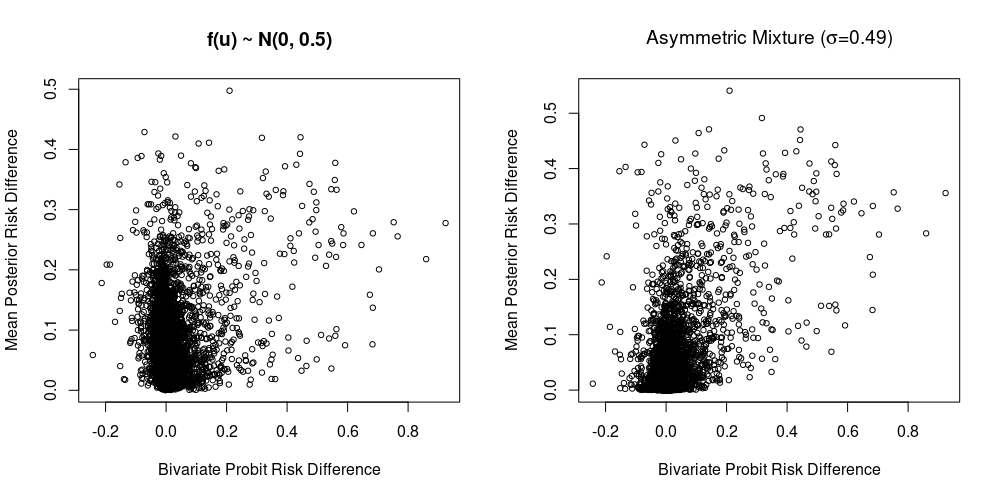 f(u) ~ N(0, 0.5)
Mean Posterior Risk Difference
0.5
0.4
0.3
0.2
0.1
0.0
-0.2 0.0 0.2 0.4 0.6 0.8
Bivariate Probit Risk Difference
Asymmetric Mixture (σ=0.49)
Mean Posterior Risk Difference
0.5
0.4
0.3
0.2
0.1
0.0
-0.2 0.0 0.2 0.4 0.6 0.8
Bivariate Probit Risk Difference